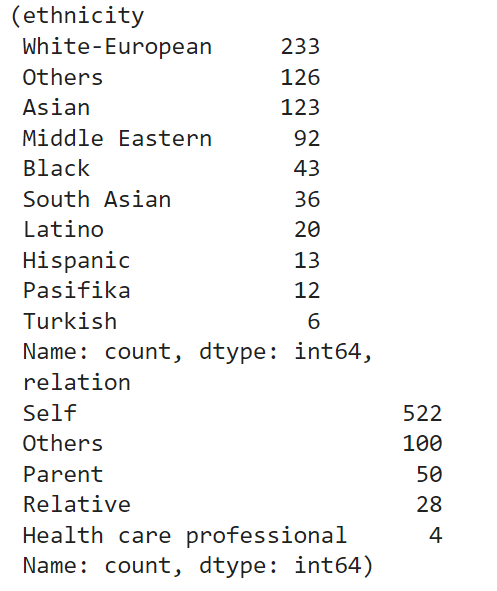 (ethnicity
White-European     233
Others             126
Asian              123
Middle Eastern      92
Black               43
South Asian         36
Latino              20
Hispanic            13
Pasifika            12
Turkish              6
Name: count, dtype: int64,
relation
Self                        522
Others                      100
Parent                       50
Relative                     28
Health care professional      4
Name: count, dtype: int64)